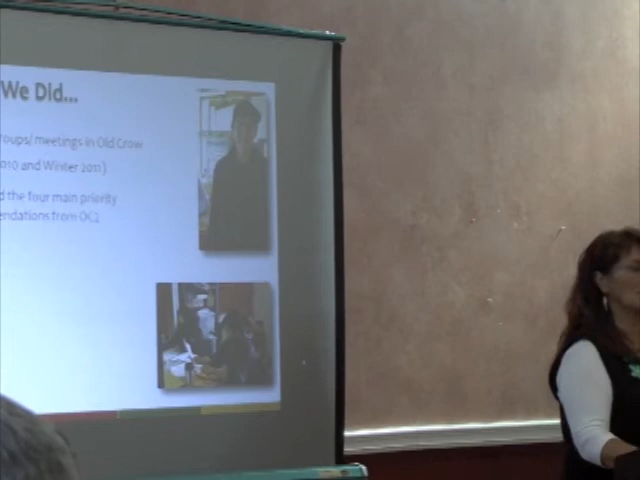 We Did...
roups/ meetings in Old Crow
010 and Winter 2011)
d the four main priority
endations from OC2